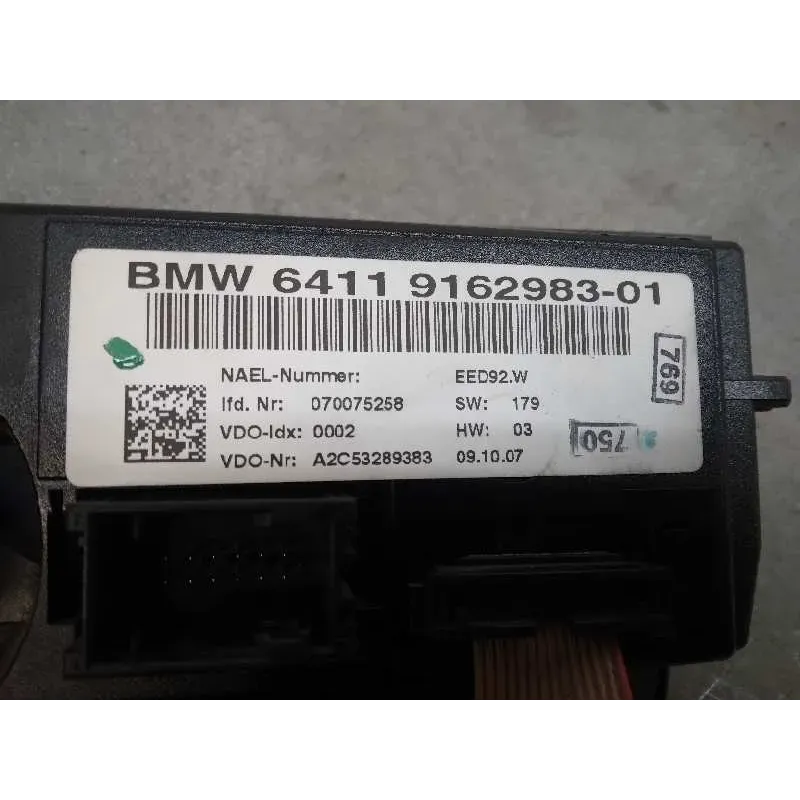 BMW 6411 9162983-01
NAEL-Nummer: EED92.W
lfd. Nr: 070075258 SW: 179
VDO-Idx: 0002 HW: 03
VDO-Nr: A2C53289383 09.10.07
769
750